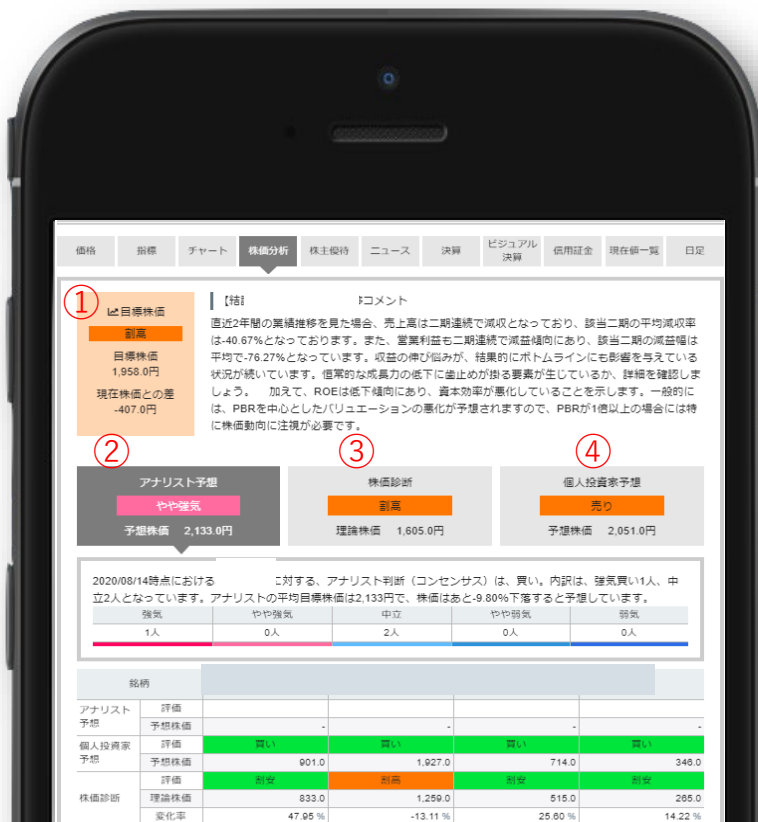 価格 指標 チャート 株価分析 株主優待 ニュース 決算 ビジュアル 決算 信用証金 現在値一覧 日足
①
目標株価
割高
目標
株価
1,958.0円
現在株価との差
-407.0円
【結 コメント
直近2年間の業績推移を見た場合、売上高は二期連続で減収となっており、該当二期の平均減収率
は-40.67%となっております。また、営業利益も二期連続で減益傾向にあり、該当二期の減益幅は
平均で-76.27%となっています。収益の伸び悩みが、結果的にボトムラインにも影響を与えている
状況が続いています。恒常的な成長力の低下に歯止めが掛る要素が生じているか、詳細を確認しま
しょう。 加えて、ROEは低下傾向にあり、資本効率が悪化していることを示します。一般的に
は、PBRを中心としたバリュエーションの悪化が予想されますので、PBRが1倍以上の場合には特
に株価動向に注視が必要です。
②
アナリスト予想
やや強気
予想株価 2,133.0円
③
株価診断
割高
理論株価 1,605.0円
④
個人投資家予想
売り
予想株価 2,051.0円
2020/08/14時点における に対する、アナリスト判断（コンセンサス）は、買い。内訳は、強気買い1人、中
立2人となっています。アナリストの平均目標株価は2,133円で、株価はあと-9.80%下落すると予想しています。
強気 やや強気 中立 やや弱気 弱気
1人 0人 2人 0人 0人
銘柄
アナリスト
予想
評価
予想株価 - - - -
個人投資家
予想
評価 買い 買い 買い 買い
予想株価 901.0 1,927.0 714.0 346.0
株価診断
評価 割安 割高 割安 割安
理論株価 833.0 1,259.0 515.0 265.0
変化率 47.95 % -13.11 % 25.60 % 14.22 %